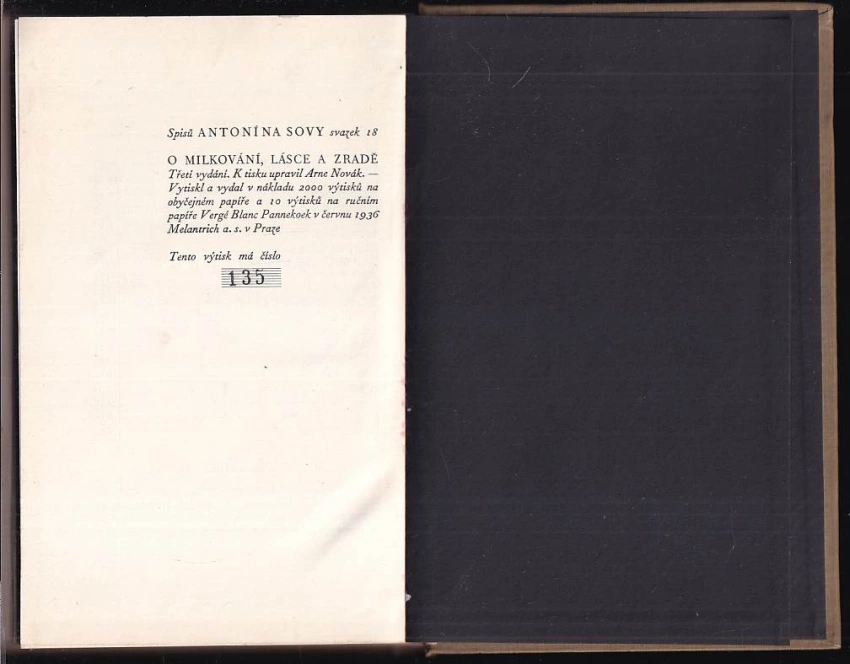 Spisů ANTONÍNA SOVY svazek 18
O MILKOVÁNÍ, LÁSCE A ZRADĚ
Třetí vydání. K tisku upravil Arne Novák. —
Vytiskl a vydal v nákladu 2000 výtisků na
obyčejném papíře a 10 výtisků na ručním
papíře Vergé Blanc Pannekoek v červnu 1936
Melantrich a. s. v Praze
Tento výtisk má číslo
135